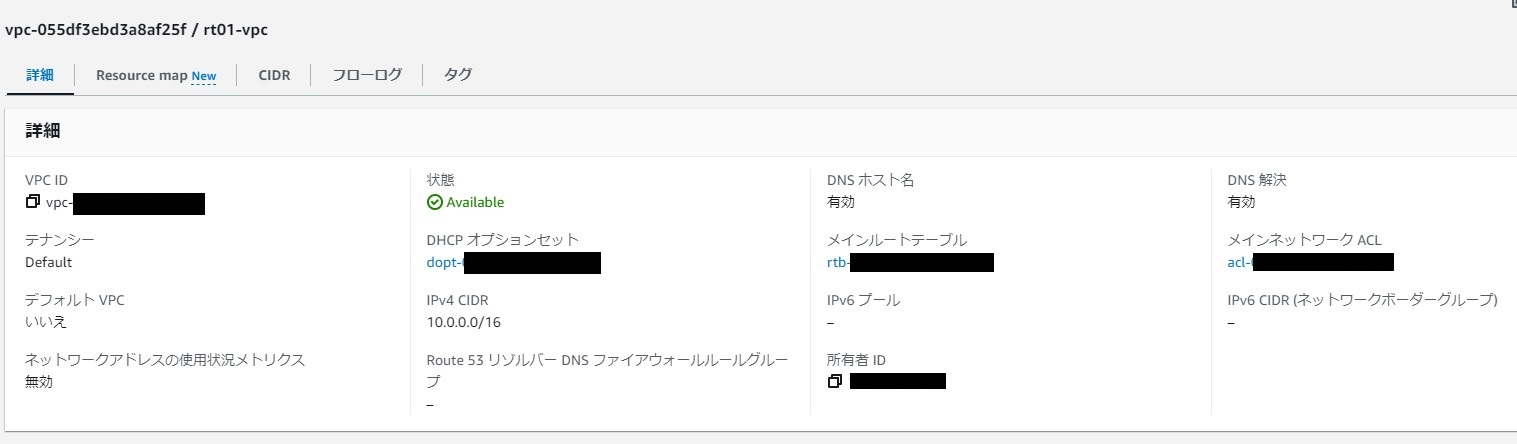 vpc-055df3ebd3a8af25f / rt01-vpc
詳細 Resource map New CIDR フローログ タグ
詳細
VPC ID
vpc-
状態
Available
DNS ホスト名
有効
DNS 解決
有効
テナンシー
Default
DHCP オプションセット
dopt-
メインルートテーブル
rtb-
メインネットワーク ACL
acl-
デフォルト VPC
いいえ
IPv4 CIDR
10.0.0.0/16
IPv6 プール
–
IPv6 CIDR (ネットワークボーダーグループ)
–
ネットワークアドレスの使用状況メトリクス
無効
Route 53 リゾルバー DNS ファイアウォールルールグルー
プ
–
所有者 ID